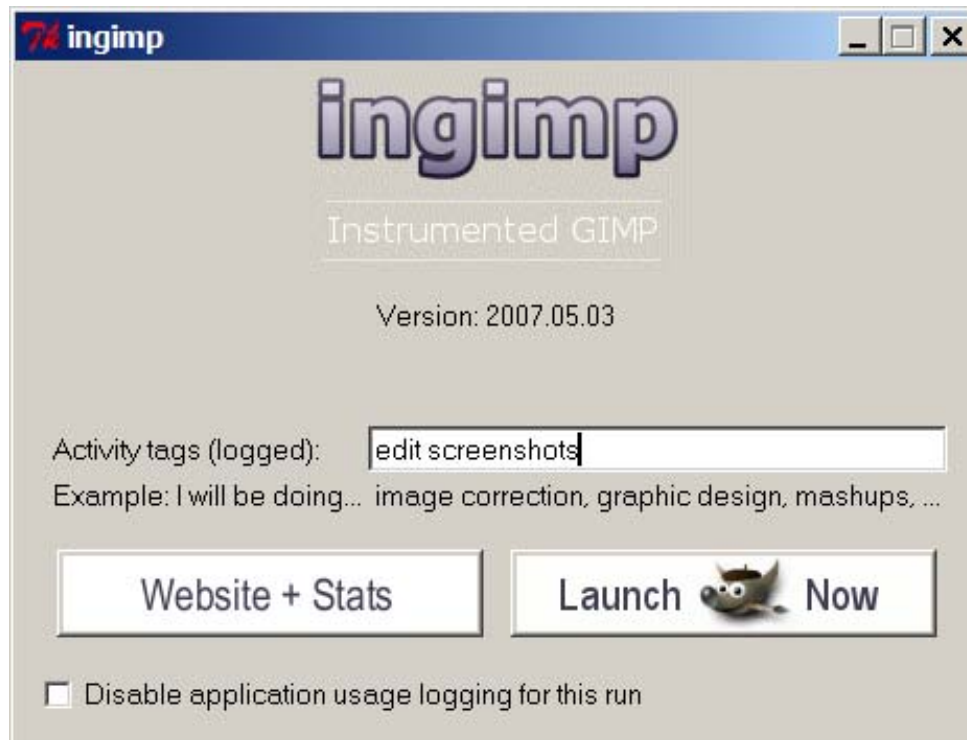 ingimp
ingimp
Instrumented GIMP
Version: 2007.05.03
Activity tags (logged): edit screenshots
Example: I will be doing... image correction, graphic design, mashups, ...
Website + Stats Launch Now
Disable application usage logging for this run